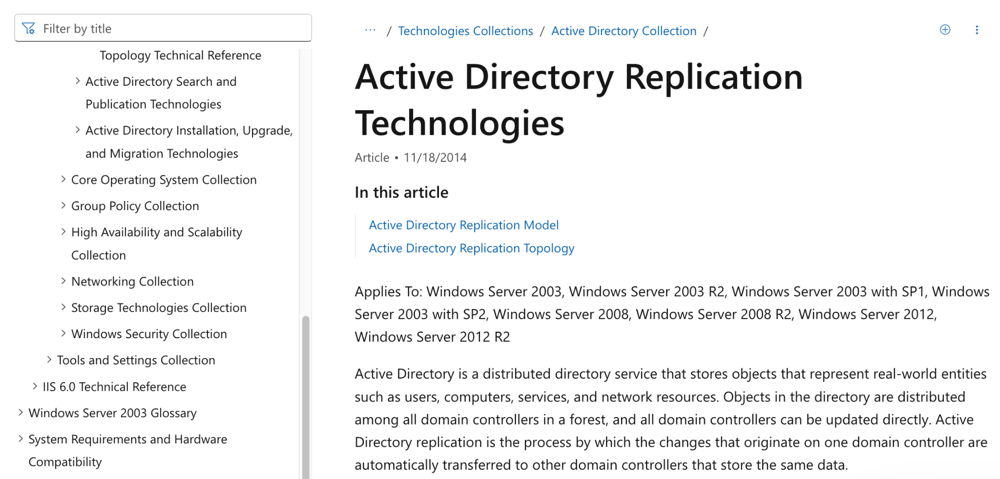 Filter by title
Topology Technical Reference
Active Directory Search and
Publication Technologies
Active Directory Installation, Upgrade,
and Migration Technologies
Core Operating System Collection
Group Policy Collection
High Availability and Scalability
Collection
Networking Collection
Storage Technologies Collection
Windows Security Collection
Tools and Settings Collection
IIS 6.0 Technical Reference
Windows Server 2003 Glossary
System Requirements and Hardware
Compatibility
... / Technologies Collections / Active Directory Collection /
Active Directory Replication
Technologies
Article • 11/18/2014
In this article
Active Directory Replication Model
Active Directory Replication Topology
Applies To: Windows Server 2003, Windows Server 2003 R2, Windows Server 2003 with SP1, Windows
Server 2003 with SP2, Windows Server 2008, Windows Server 2008 R2, Windows Server 2012,
Windows Server 2012 R2
Active Directory is a distributed directory service that stores objects that represent real-world entities
such as users, computers, services, and network resources. Objects in the directory are distributed
among all domain controllers in a forest, and all domain controllers can be updated directly. Active
Directory replication is the process by which the changes that originate on one domain controller are
automatically transferred to other domain controllers that store the same data.